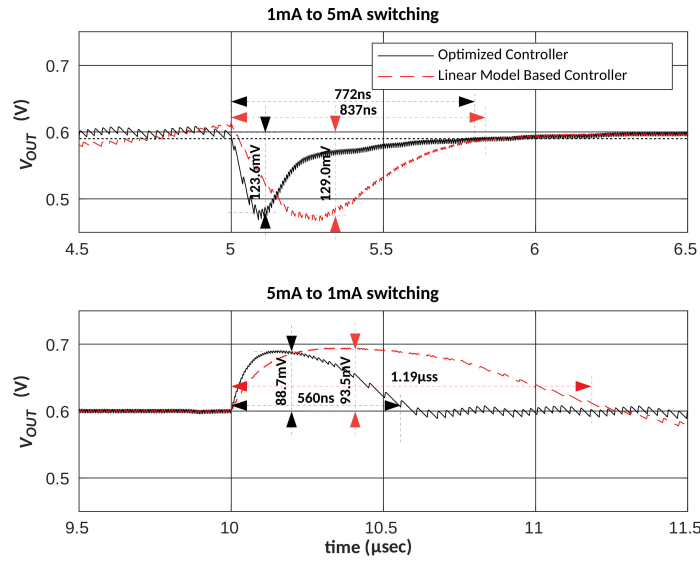 1mA to 5mA switching
Optimized Controller
Linear Model Based Controller
V_OUT (V)
0.7
0.6
0.5
772ns
837ns
123.6mV
129.0mV
4.5 5 5.5 6 6.5
5mA to 1mA switching
V_OUT (V)
0.7
0.6
0.5
88.7mV
93.5mV
1.19μss
560ns
9.5 10 10.5 11 11.5
time (μsec)